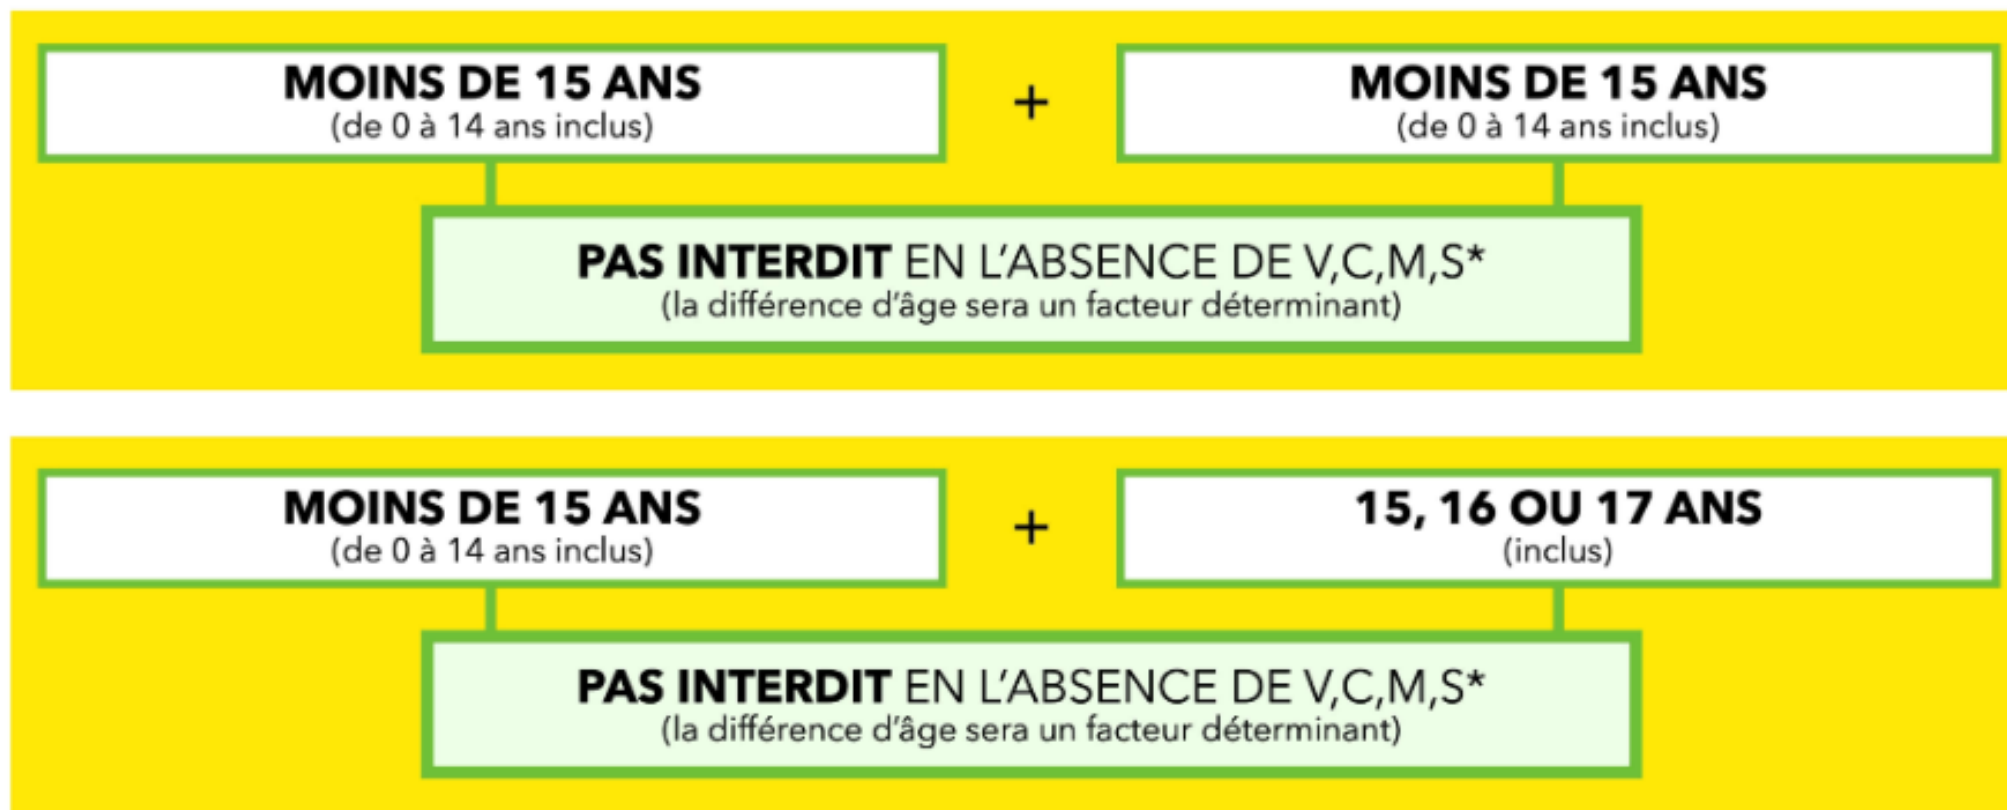 MOINS DE 15 ANS
(de 0 à 14 ans inclus)
+
MOINS DE 15 ANS
(de 0 à 14 ans inclus)
PAS INTERDIT EN L'ABSENCE DE V,C,M,S*
(la différence d'âge sera un facteur déterminant)
MOINS DE 15 ANS
(de 0 à 14 ans inclus)
+
15, 16 OU 17 ANS
(inclus)
PAS INTERDIT EN L'ABSENCE DE V,C,M,S*
(la différence d'âge sera un facteur déterminant)